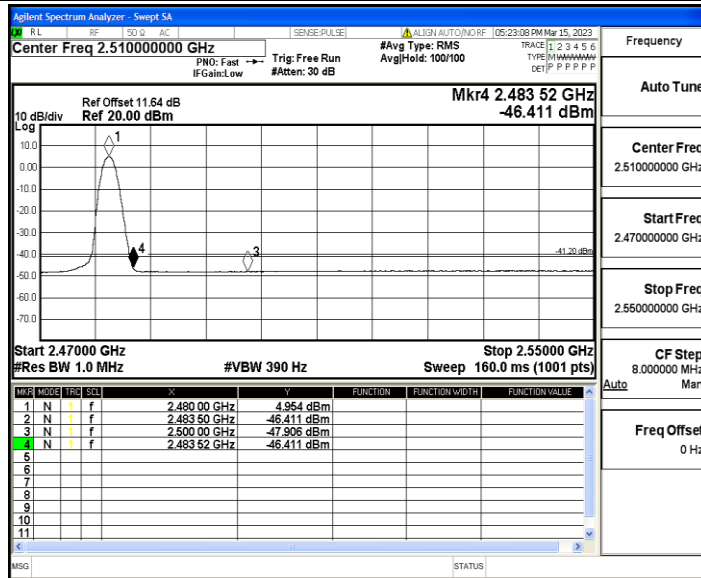 Agilent Spectrum Analyzer - Swept SA
RL RF 50 Ω AC SENSE:PULSE ALIGN AUTO/NO RF 05:23:08 PM Mar 15, 2023
Center Freq 2.510000000 GHz
PNO: Fast
IFGain:Low
Trig: Free Run
#Atten: 30 dB
#Avg Type: RMS
Avg|Hold: 100/100
TRACE 1 2 3 4 5 6
TYPE MWWWWW
DET P P P P P P
Frequency
Mkr4 2.483 52 GHz
-46.411 dBm
Ref Offset 11.64 dB
10 dB/div Ref 20.00 dBm
Log
10.0
0.00
-10.0
-20.0
-30.0
-40.0
-50.0
-60.0
-70.0
1
4
3
-41.20 dBm
Start 2.47000 GHz Stop 2.55000 GHz
#Res BW 1.0 MHz #VBW 390 Hz Sweep 160.0 ms (1001 pts)
MKR MODE TRC SCL X Y FUNCTION FUNCTION WIDTH FUNCTION VALUE
1 N 1 f 2.480 00 GHz 4.954 dBm
2 N 1 f 2.483 50 GHz -46.411 dBm
3 N 1 f 2.500 00 GHz -47.906 dBm
4 N 1 f 2.483 52 GHz -46.411 dBm
5
6
7
8
9
10
11
MSG STATUS
Auto Tune
Center Freq
2.510000000 GHz
Start Freq
2.470000000 GHz
Stop Freq
2.550000000 GHz
CF Step
8.000000 MHz
Auto Man
Freq Offset
0 Hz